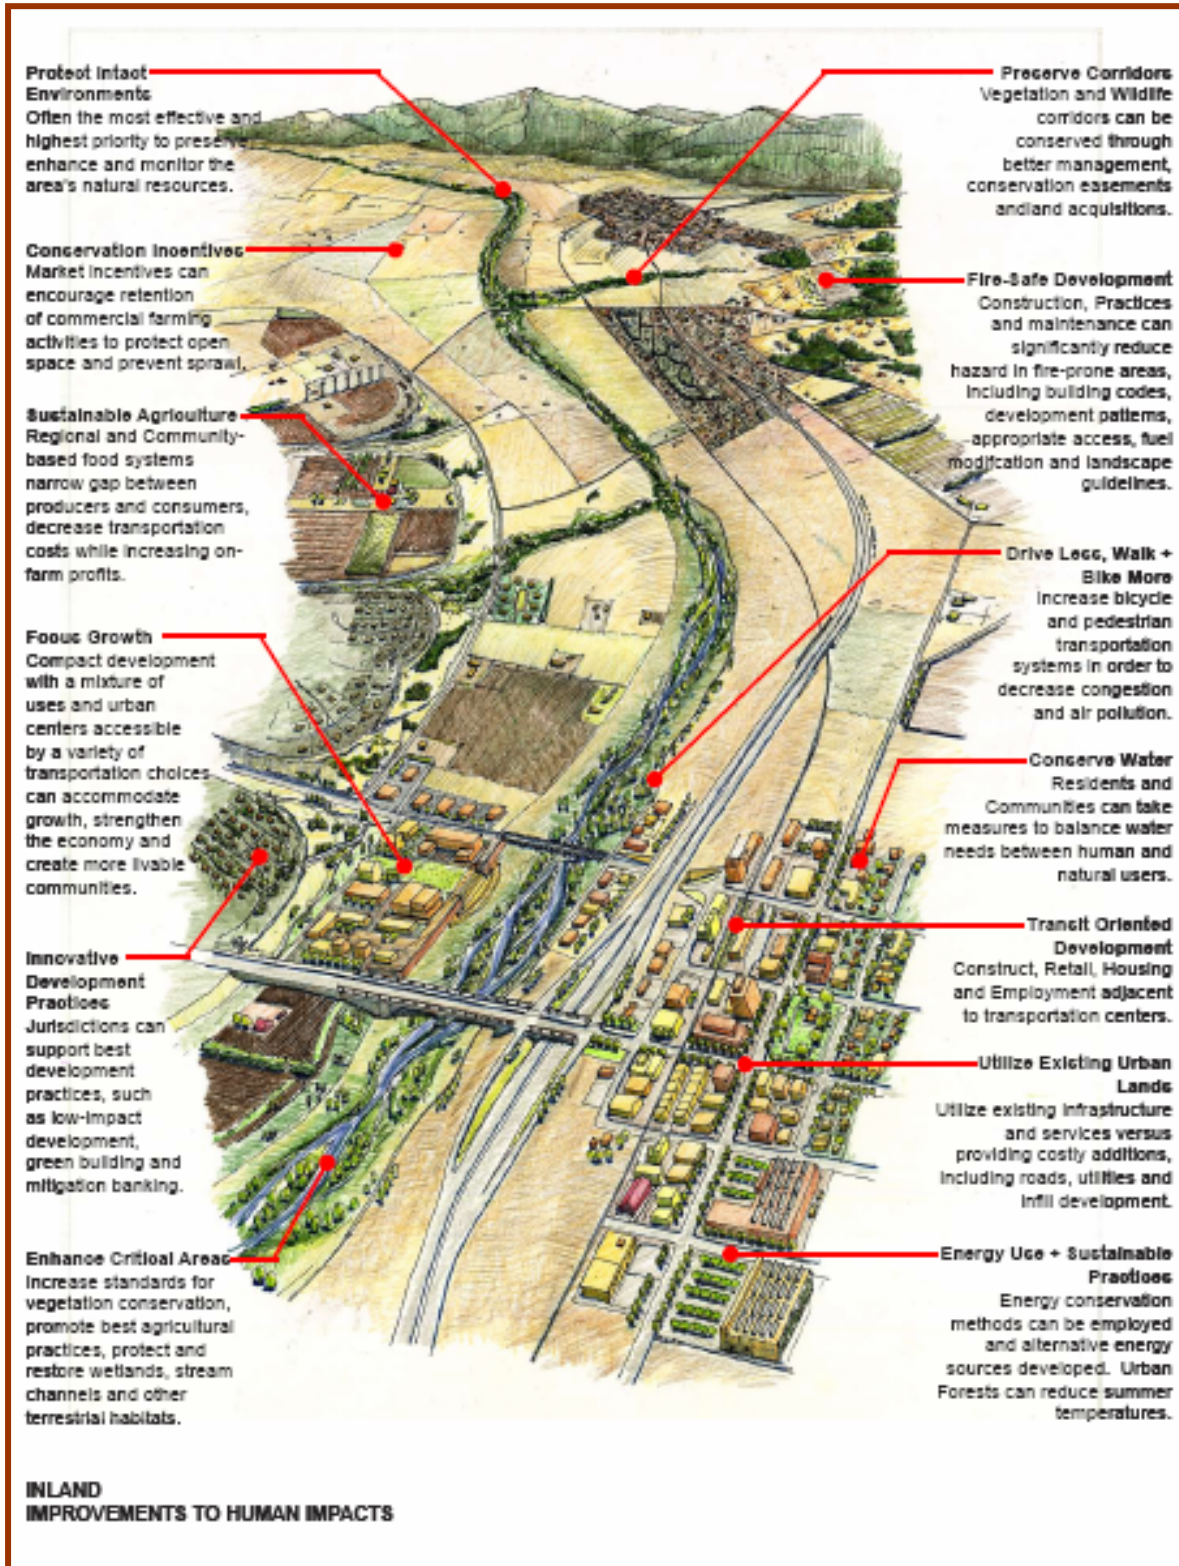 Protect Intact
Environments
Often the most effective and
highest priority to preserve
enhance and monitor the
area's natural resources.
Conservation Incentives
Market incentives can
encourage retention
of commercial farming
activities to protect open
space and prevent sprawl.
Sustainable Agriculture
Regional and Community-
based food systems
narrow gap between
producers and consumers,
decrease transportation
costs while increasing on-
farm profits.
Focus Growth
Compact development
with a mixture of
uses and urban
centers accessible
by a variety of
transportation choices
can accommodate
growth, strengthen
the economy and
create more livable
communities.
Innovative
Development
Practices
Jurisdictions can
support best
development
practices, such
as low-impact
development,
green building and
mitigation banking.
Enhance Critical Areas
Increase standards for
vegetation conservation,
promote best agricultural
practices, protect and
restore wetlands, stream
channels and other
terrestrial habitats.
Preserve Corridors
Vegetation and Wildlife
corridors can be
conserved through
better management,
conservation easements
andland acquisitions.
Fire-Safe Development
Construction, Practices
and maintenance can
significantly reduce
hazard in fire-prone areas,
including building codes,
development patterns,
appropriate access, fuel
modifcation and landscape
guidelines.
Drive Less, Walk +
Bike More
Increase bicycle
and pedestrian
transportation
systems in order to
decrease congestion
and air pollution.
Conserve Water
Residents and
Communities can take
measures to balance water
needs between human and
natural users.
Transit Oriented
Development
Construct, Retail, Housing
and Employment adjacent
to transportation centers.
Utilize Existing Urban
Lands
Utilize existing infrastructure
and services versus
providing costly additions,
including roads, utilities and
infill development.
Energy Use + Sustainable
Practices
Energy conservation
methods can be employed
and alternative energy
sources developed. Urban
Forests can reduce summer
temperatures.
INLAND
IMPROVEMENTS TO HUMAN IMPACTS